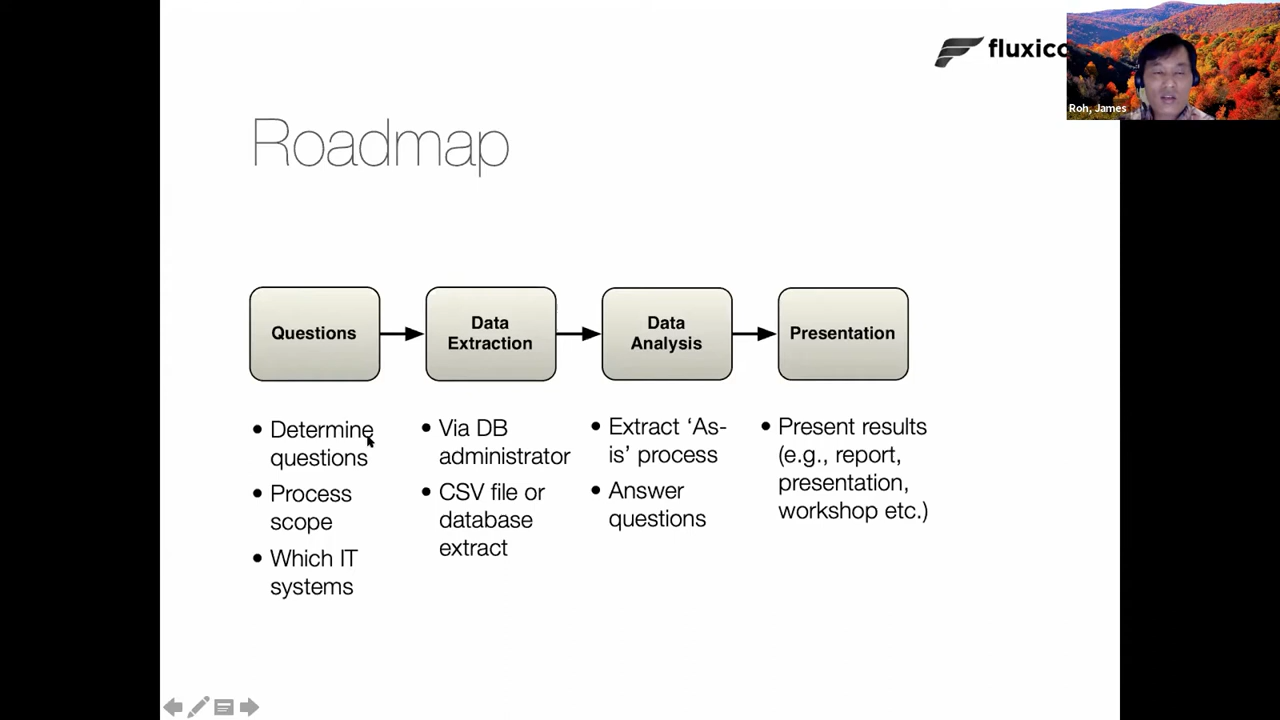 fluxico
Roh, James
Roadmap
Questions
Data
Extraction
Data
Analysis
Presentation
• Determine
questions
• Process
scope
• Which IT
systems
• Via DB
administrator
• CSV file or
database
extract
• Extract ‘As-
is’ process
• Answer
questions
• Present results
(e.g., report,
presentation,
workshop etc.)